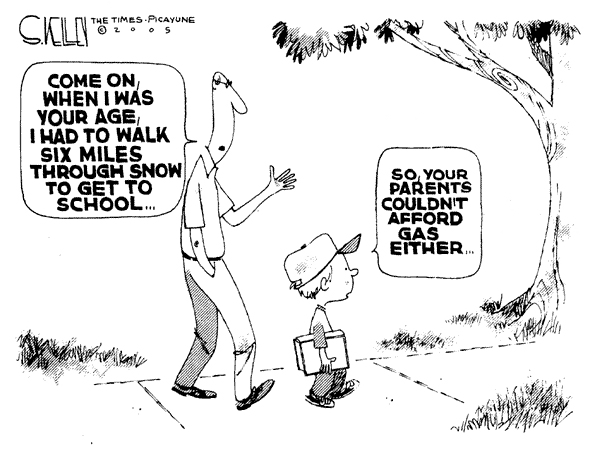 S. KELLEY
THE TIMES-PICAYUNE
© 2005
COME ON,
WHEN I WAS
YOUR AGE,
I HAD TO WALK
SIX MILES
THROUGH SNOW
TO GET TO
SCHOOL...
SO, YOUR
PARENTS
COULDN'T
AFFORD
GAS
EITHER...